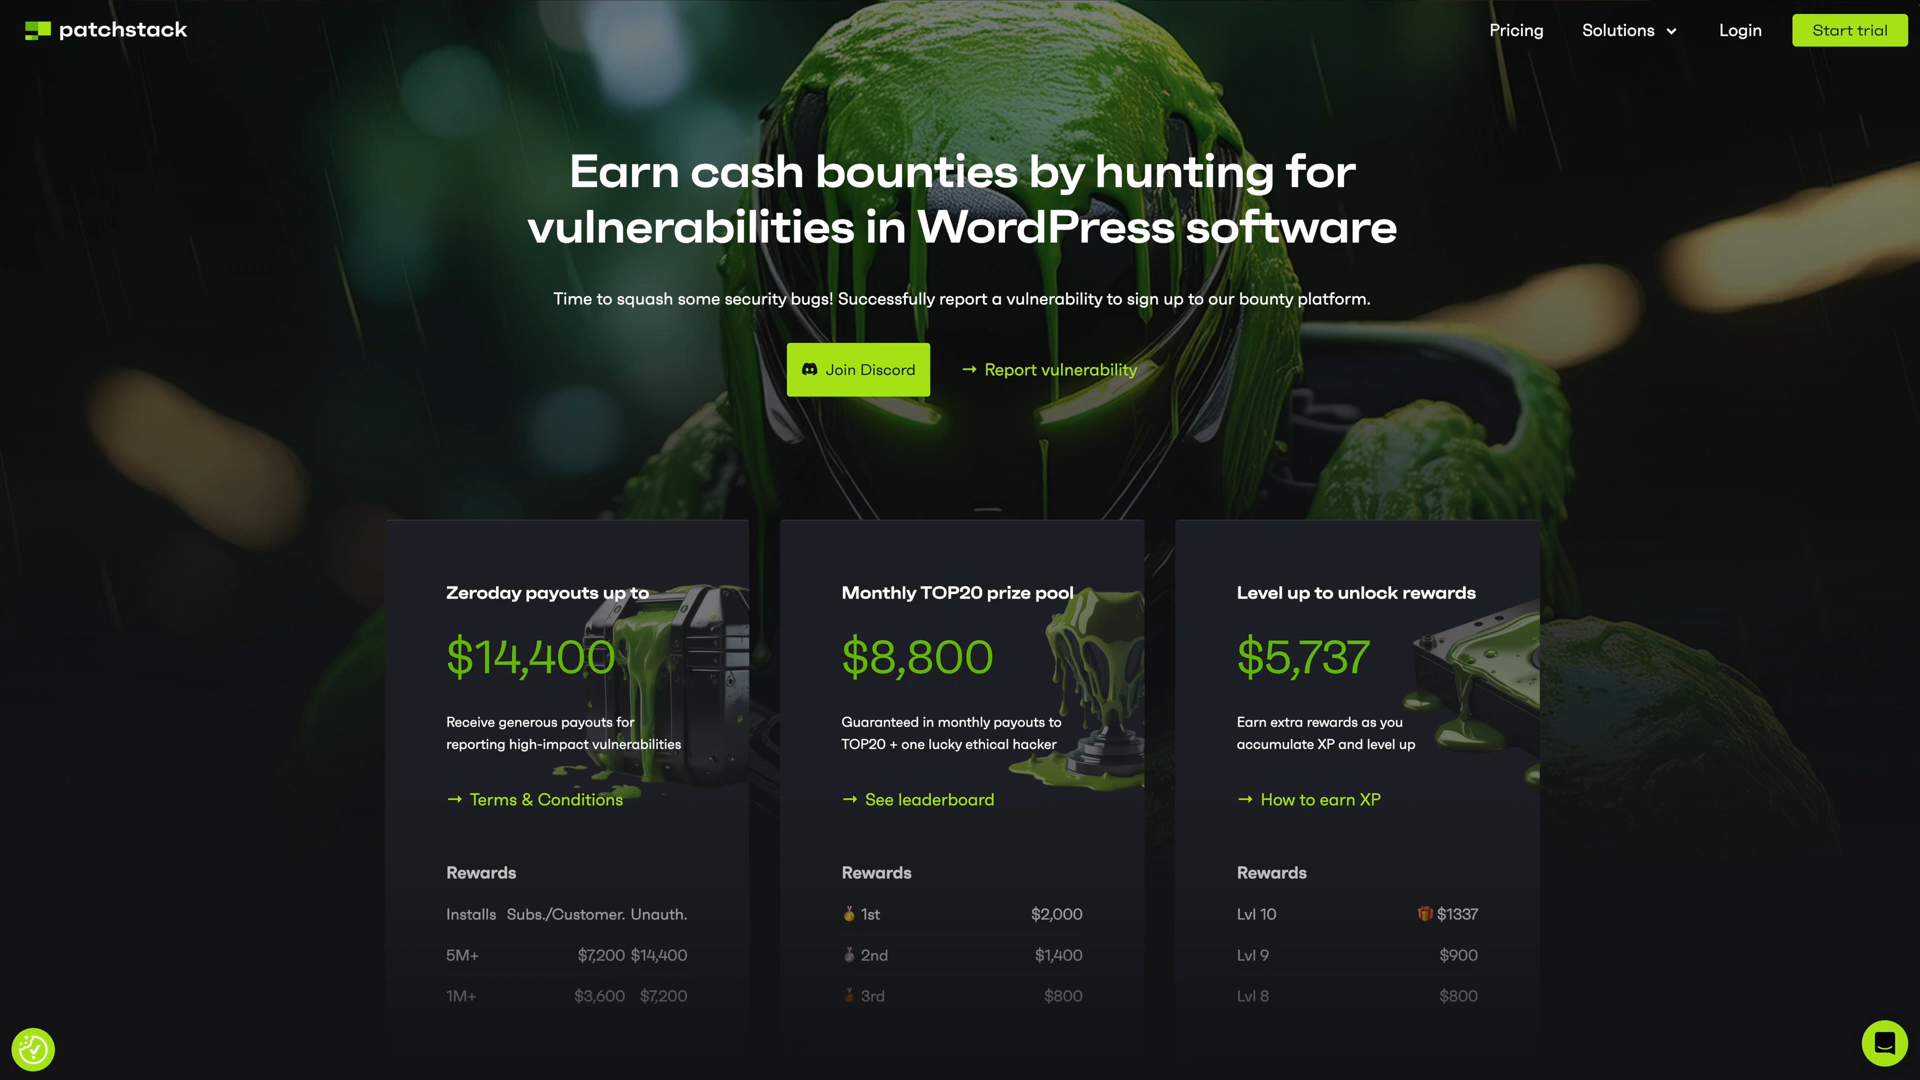 patchstack
Pricing
Solutions
Login
Start trial
Earn cash bounties by hunting for
vulnerabilities in WordPress software
Time to squash some security bugs! Successfully report a vulnerability to sign up to our bounty platform.
Join Discord
→ Report vulnerability
Zeroday payouts up to
$14,400
Receive generous payouts for
reporting high-impact vulnerabilities
→ Terms & Conditions
Rewards
Installs Subs./Customer. Unauth.
5M+ $7,200 $14,400
1M+ $3,600 $7,200
Monthly TOP20 prize pool
$8,800
Guaranteed in monthly payouts to
TOP20 + one lucky ethical hacker
→ See leaderboard
Rewards
🥇 1st $2,000
🥈 2nd $1,400
🥉 3rd $800
Level up to unlock rewards
$5,737
Earn extra rewards as you
accumulate XP and level up
→ How to earn XP
Rewards
Lvl 10 🎁 $1337
Lvl 9 $900
Lvl 8 $800